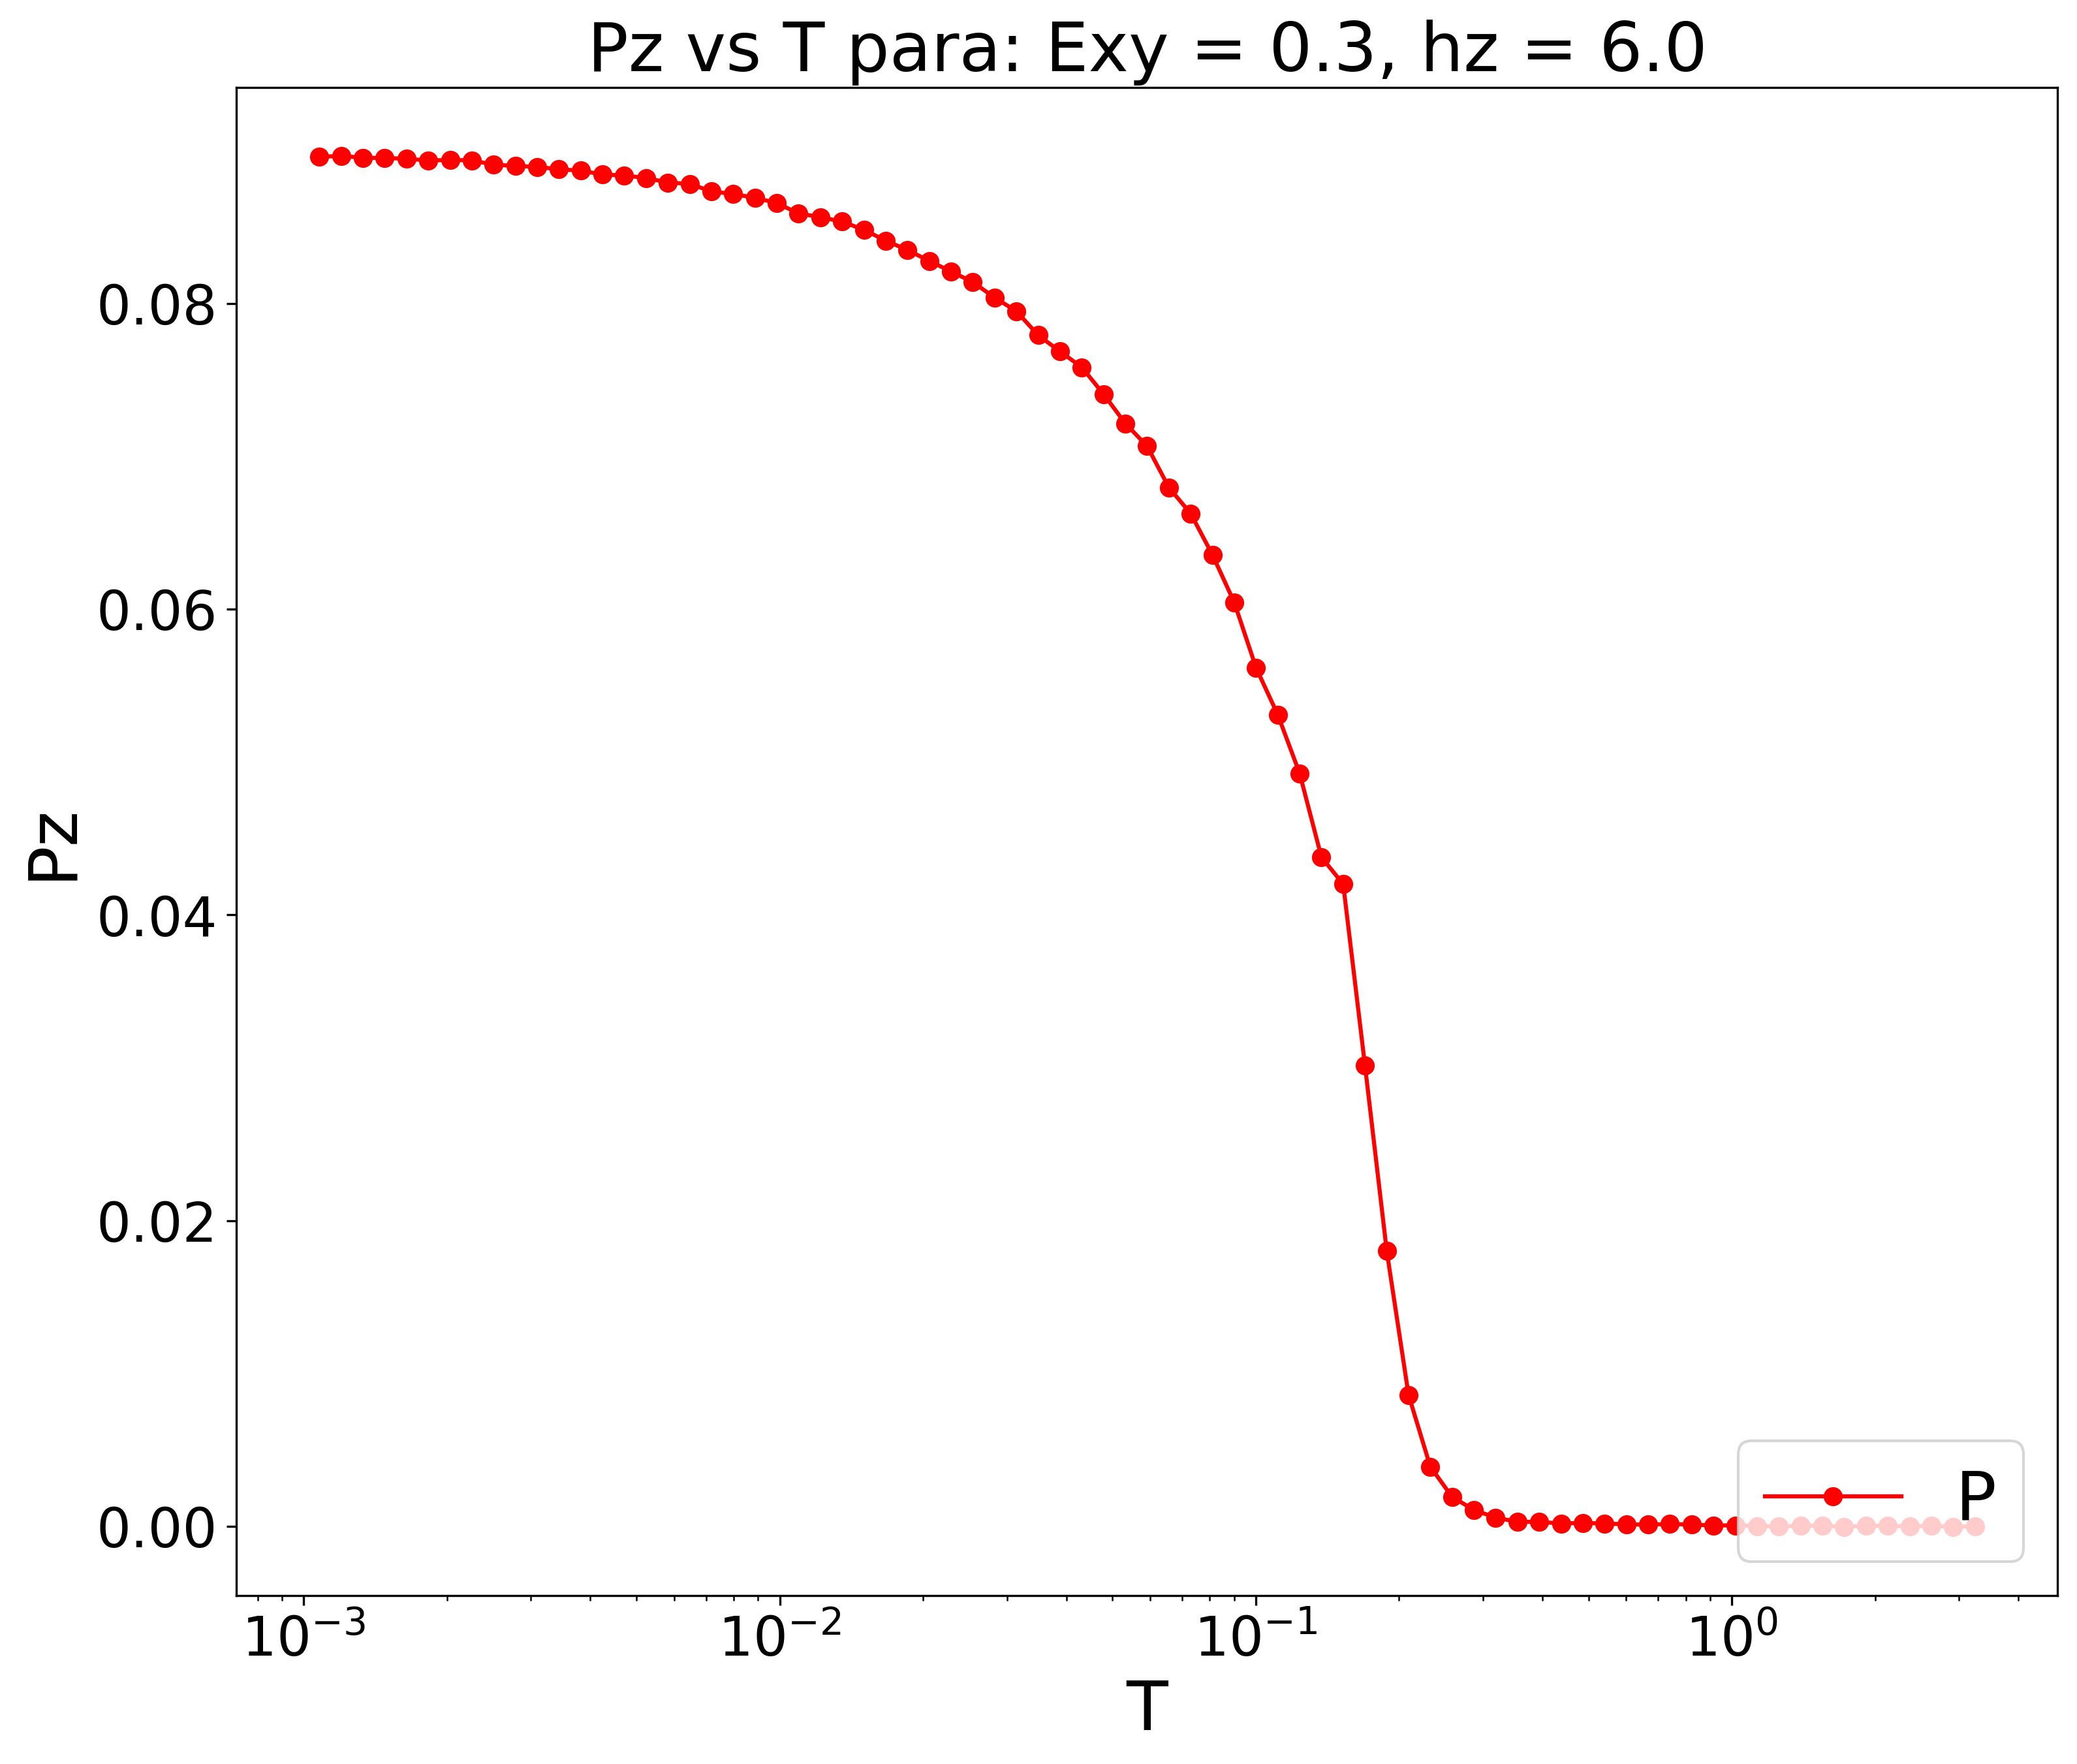 Pz vs T para: Exy = 0.3, hz = 6.0
Pz
0.08
0.06
0.04
0.02
0.00
P
10⁻³ 10⁻² 10⁻¹ 10⁰
T